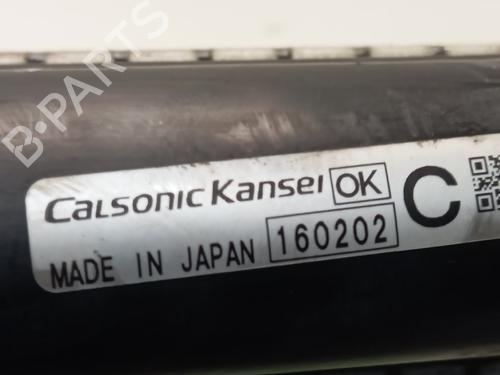 B-PARTS
CALSONIC KANSEI OK C
MADE IN JAPAN 160202